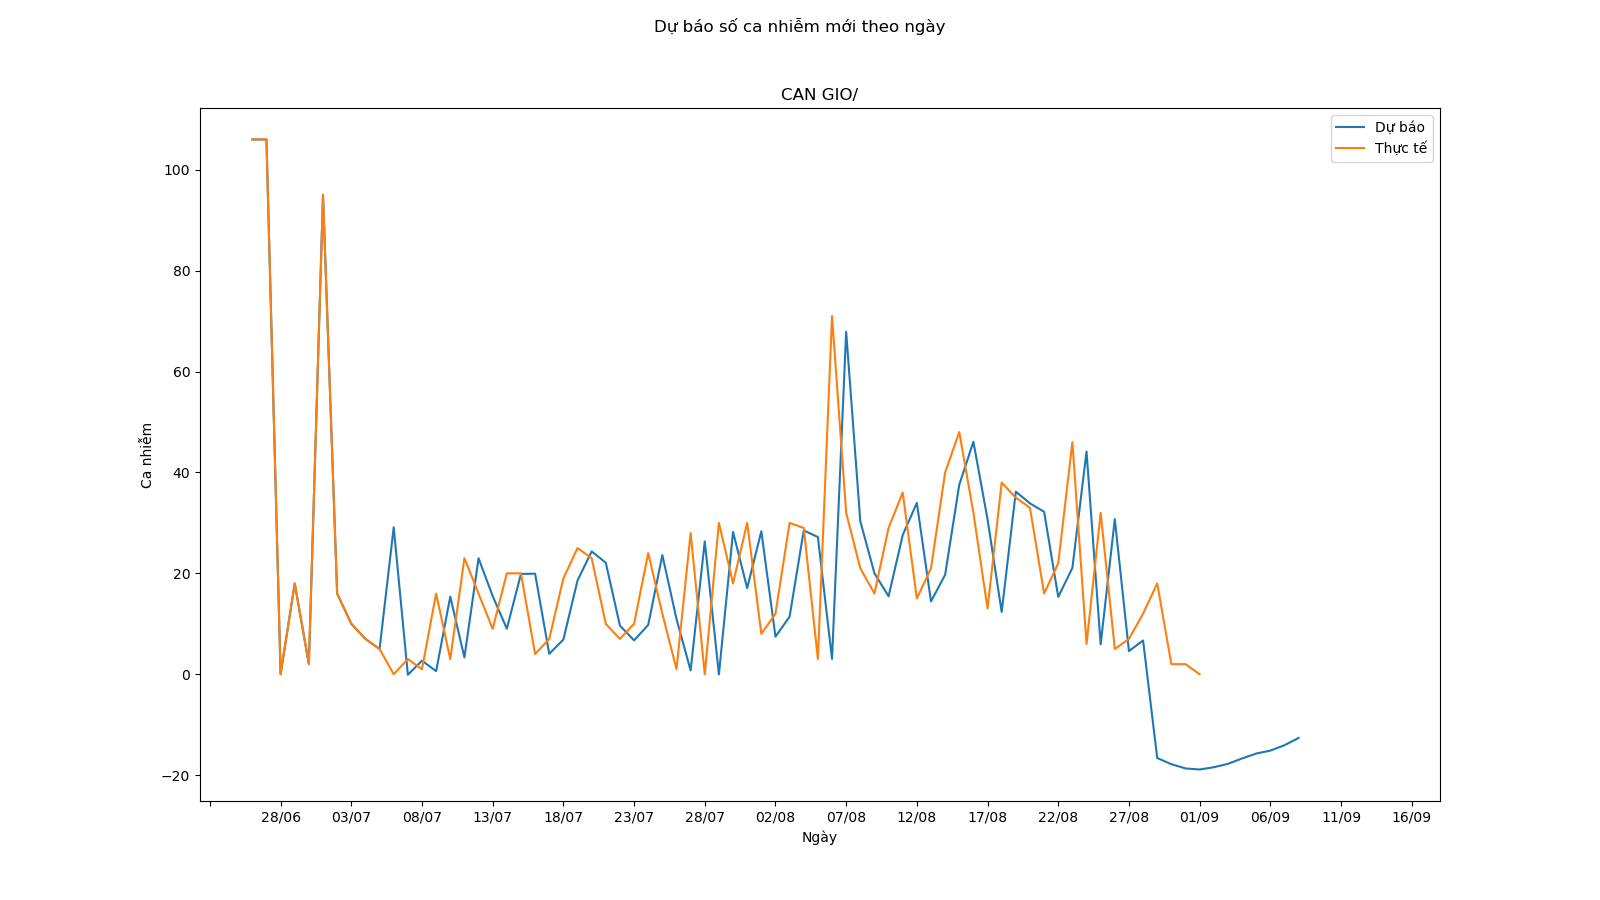 Dự báo số ca nhiễm mới theo ngày
CAN GIO/
Dự báo
Thực tế
100
80
60
40
20
0
−20
Ca nhiễm
28/06 03/07 08/07 13/07 18/07 23/07 28/07 02/08 07/08 12/08 17/08 22/08 27/08 01/09 06/09 11/09 16/09
Ngày